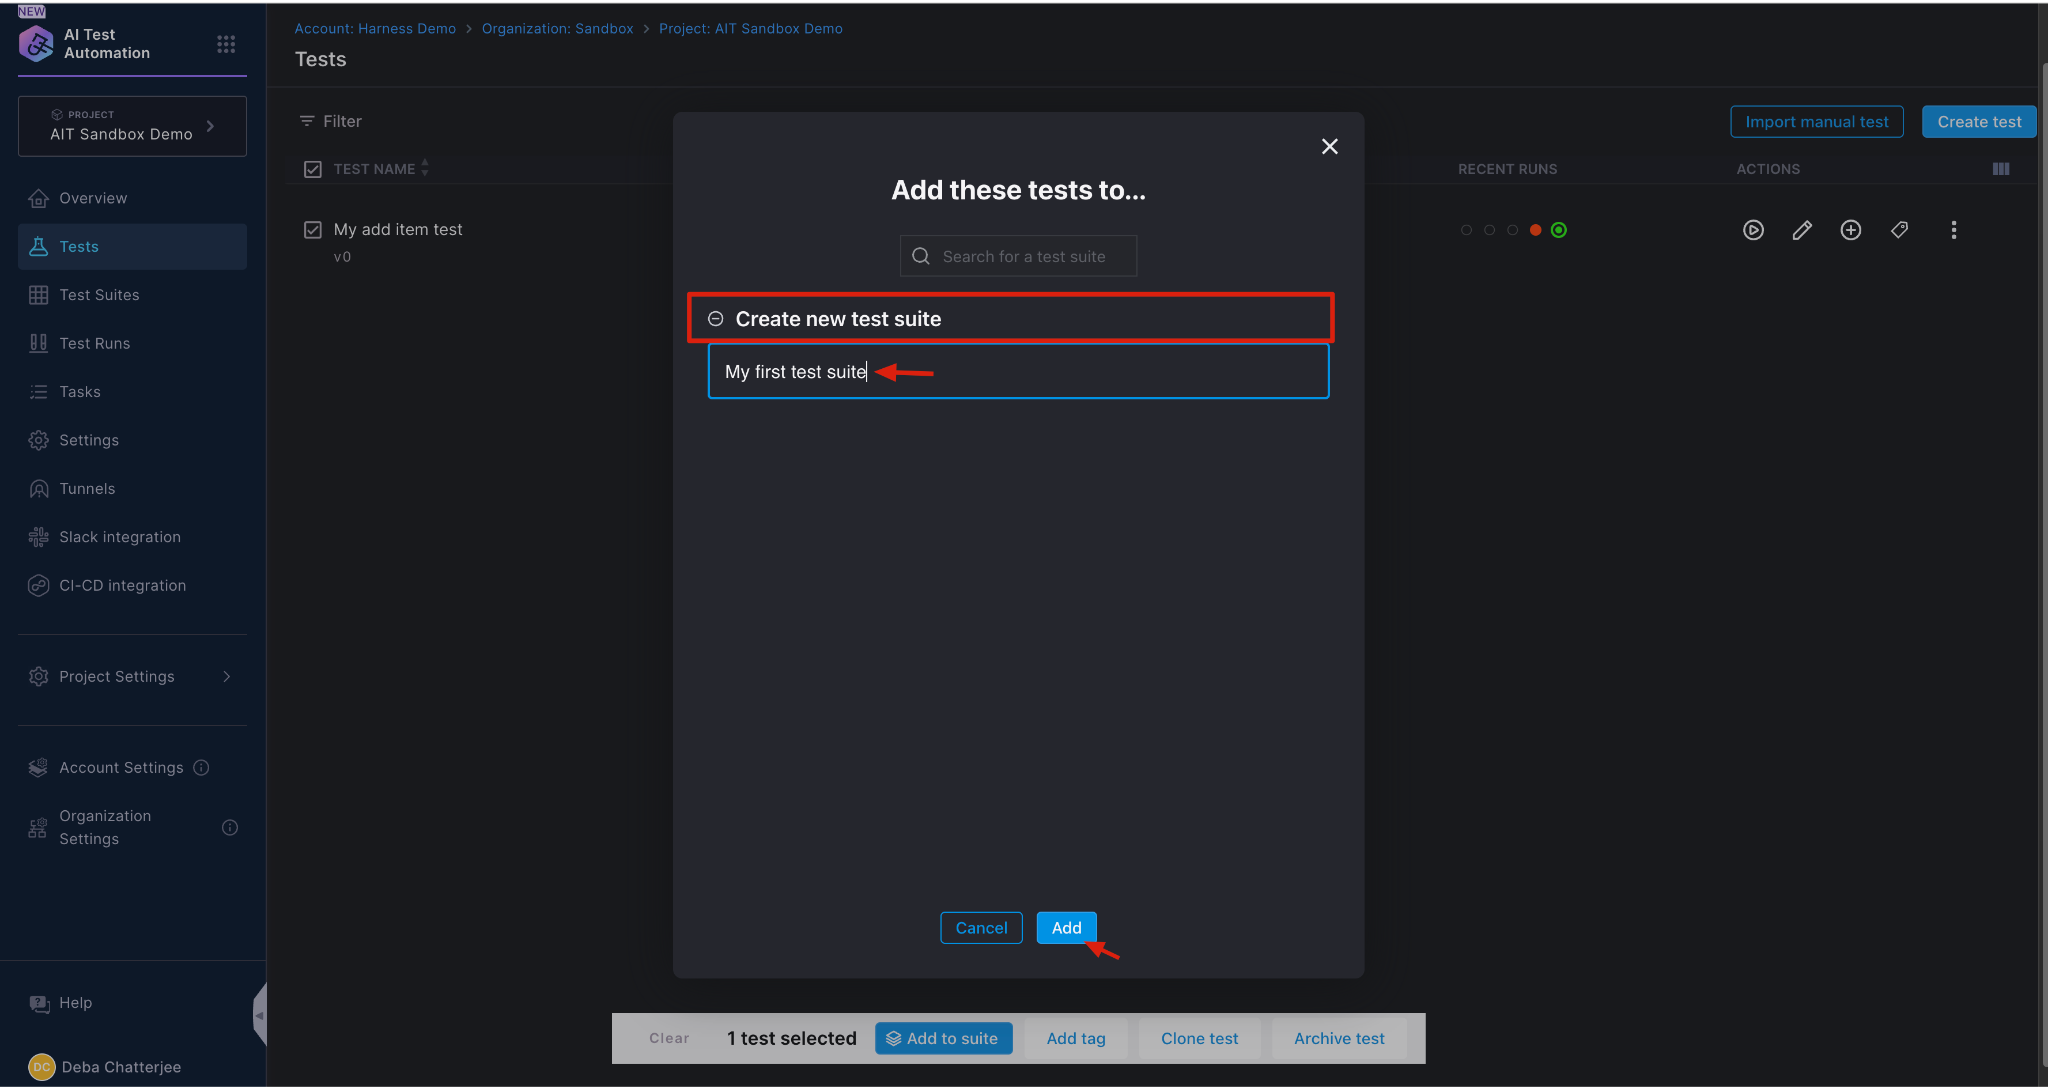 NEW
AI Test
Automation
PROJECT
AIT Sandbox Demo
Overview
Tests
Test Suites
Test Runs
Tasks
Settings
Tunnels
Slack integration
CI-CD integration
Project Settings
Account Settings
Organization
Settings
Help
DC Deba Chatterjee
Account: Harness Demo > Organization: Sandbox > Project: AIT Sandbox Demo
Tests
Filter
Import manual test Create test
TEST NAME RECENT RUNS ACTIONS
My add item test
v0
Add these tests to...
Search for a test suite
Create new test suite
My first test suite
Cancel Add
Clear 1 test selected Add to suite Add tag Clone test Archive test